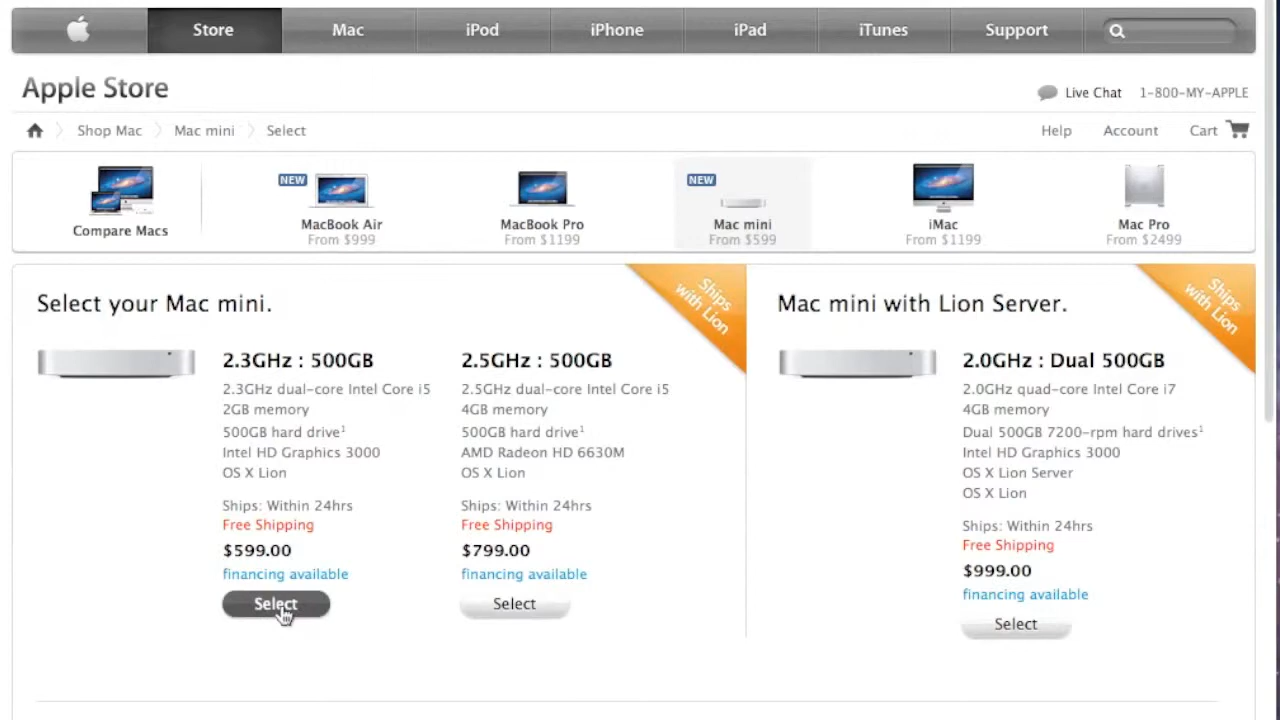 Store
Mac
iPod
iPhone
iPad
iTunes
Support
Apple Store
Live Chat
1-800-MY-APPLE
Shop Mac
Mac mini
Select
Help
Account
Cart
Compare Macs
NEW
MacBook Air
From $999
MacBook Pro
From $1199
NEW
Mac mini
From $599
iMac
From $1199
Mac Pro
From $2499
Select your Mac mini.
Ships
with Lion
2.3GHz : 500GB
2.3GHz dual-core Intel Core i5
2GB memory
500GB hard drive¹
Intel HD Graphics 3000
OS X Lion
Ships: Within 24hrs
Free Shipping
$599.00
financing available
Select
2.5GHz : 500GB
2.5GHz dual-core Intel Core i5
4GB memory
500GB hard drive¹
AMD Radeon HD 6630M
OS X Lion
Ships: Within 24hrs
Free Shipping
$799.00
financing available
Select
Mac mini with Lion Server.
Ships
with Lion
2.0GHz : Dual 500GB
2.0GHz quad-core Intel Core i7
4GB memory
Dual 500GB 7200-rpm hard drives¹
Intel HD Graphics 3000
OS X Lion Server
OS X Lion
Ships: Within 24hrs
Free Shipping
$999.00
financing available
Select